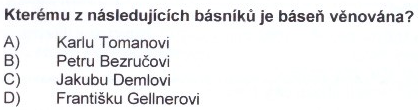 Kterému z následujících básníků je báseň věnována?
A) Karlu Tomanovi
B) Petru Bezručovi
C) Jakubu Demlovi
D) Františku Gellnerovi